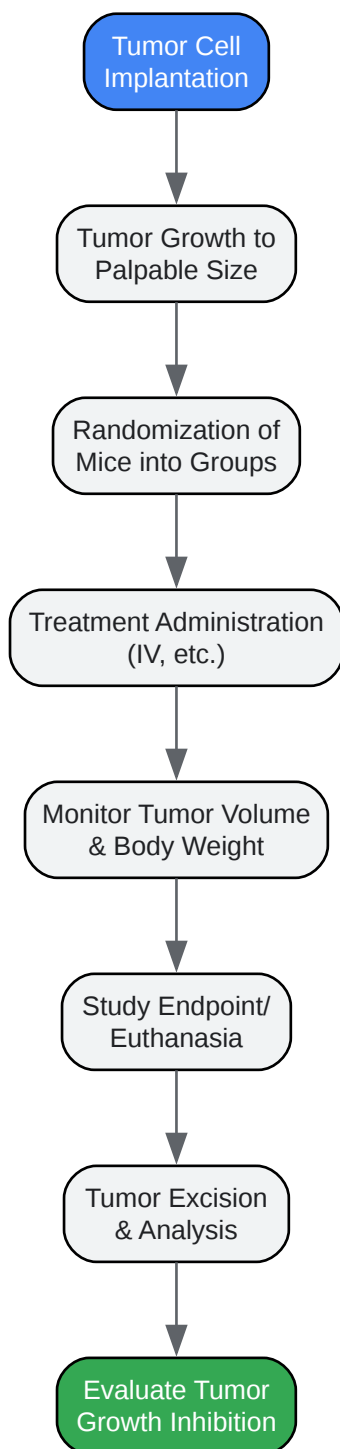 Tumor Cell
Implantation
Tumor Growth to
Palpable Size
Randomization of
Mice into Groups
Treatment Administration
(IV, etc.)
Monitor Tumor Volume
& Body Weight
Study Endpoint/
Euthanasia
Tumor Excision
& Analysis
Evaluate Tumor
Growth Inhibition